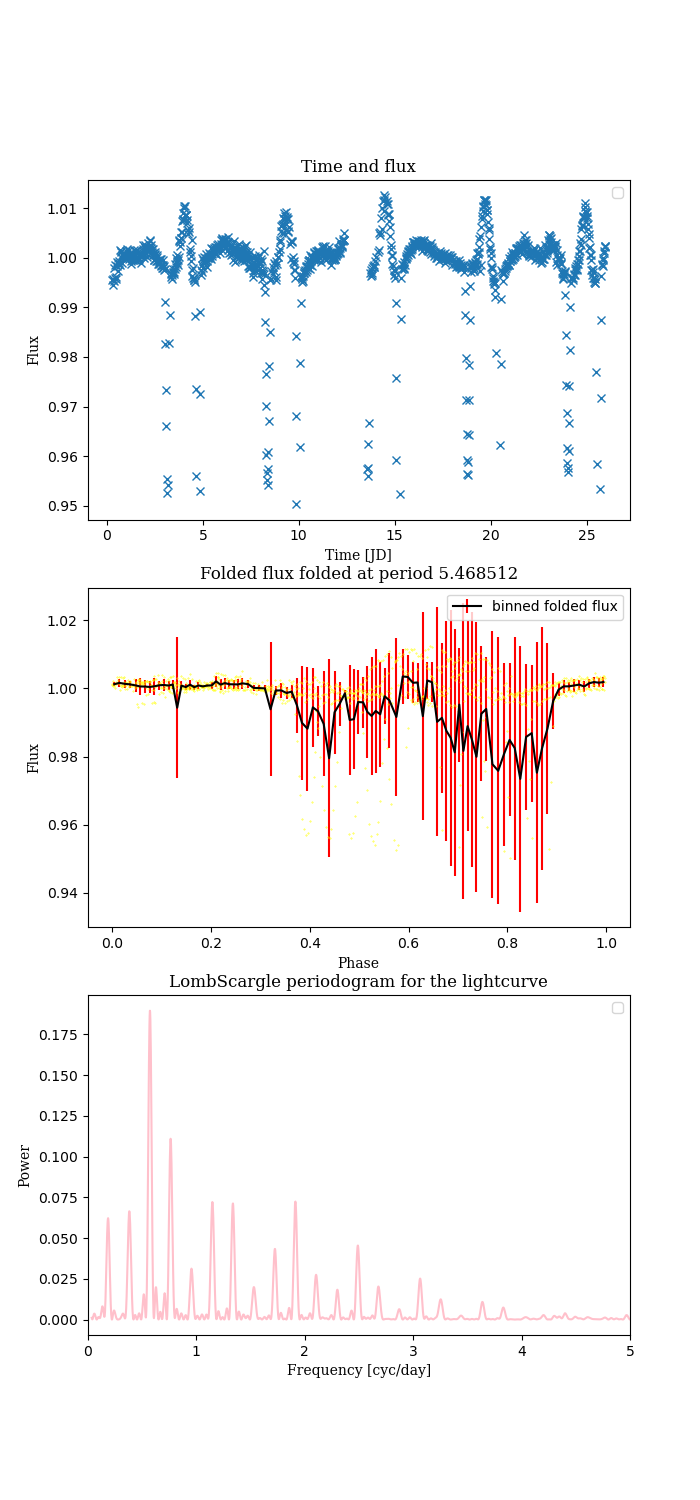 Time and flux
1.01
1.00
0.99
0.98
0.97
0.96
0.95
Flux
0 5 10 15 20 25
Time [JD]
Folded flux folded at period 5.468512
binned folded flux
1.02
1.00
0.98
0.96
0.94
Flux
0.0 0.2 0.4 0.6 0.8 1.0
Phase
LombScargle periodogram for the lightcurve
0.175
0.150
0.125
0.100
0.075
0.050
0.025
0.000
Power
0 1 2 3 4 5
Frequency [cyc/day]